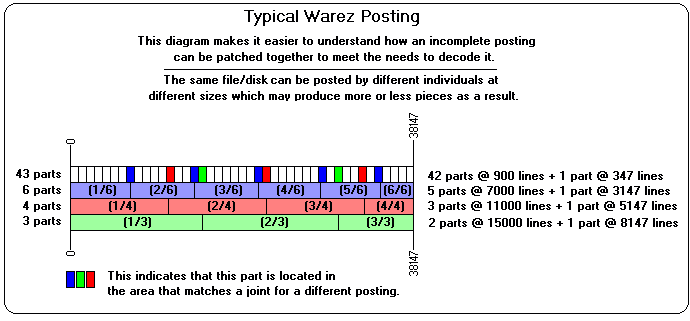 Typical Warez Posting
This diagram makes it easier to understand how an incomplete posting
can be patched together to meet the needs to decode it.
The same file/disk can be posted by different individuals at
different sizes which may produce more or less pieces as a result.
0
38147
43 parts
42 parts @ 900 lines + 1 part @ 347 lines
6 parts (1/6) (2/6) (3/6) (4/6) (5/6) (6/6) 5 parts @ 7000 lines + 1 part @ 3147 lines
4 parts (1/4) (2/4) (3/4) (4/4) 3 parts @ 11000 lines + 1 part @ 5147 lines
3 parts (1/3) (2/3) (3/3) 2 parts @ 15000 lines + 1 part @ 8147 lines
0
38147
This indicates that this part is located in
the area that matches a joint for a different posting.